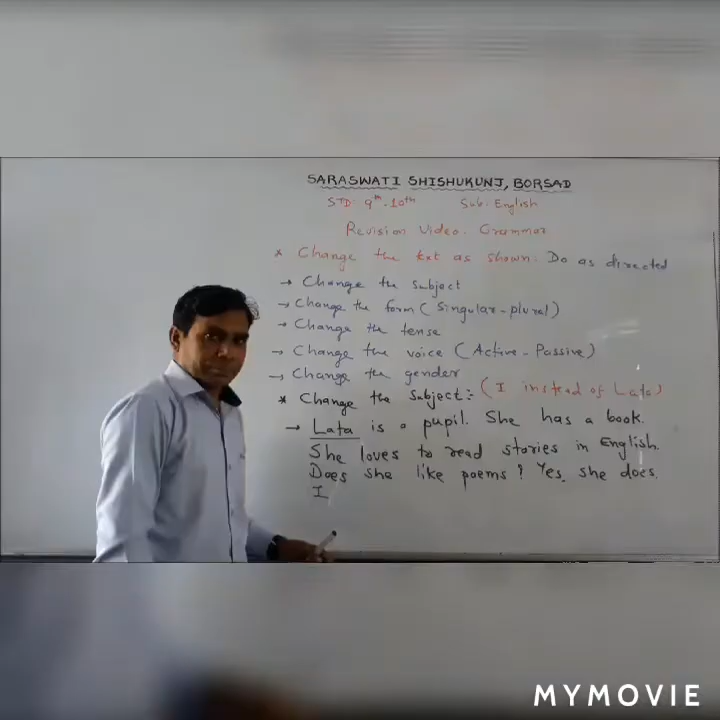 SARASWATI SHISHUKUNJ, BORSAD
STD: 9th-10th Sub: English
Revision Video: Grammar
* Change the text as shown. Do as directed
→ Change the subject
→ Change the form (Singular-plural)
→ Change the tense
→ Change the voice (Active-Passive)
→ Change the gender
* Change the subject:- (I instead of Lata)
→ Lata is a pupil. She has a book.
She loves to read stories in English.
Does she like poems? Yes, she does.
I
MYMOVIE